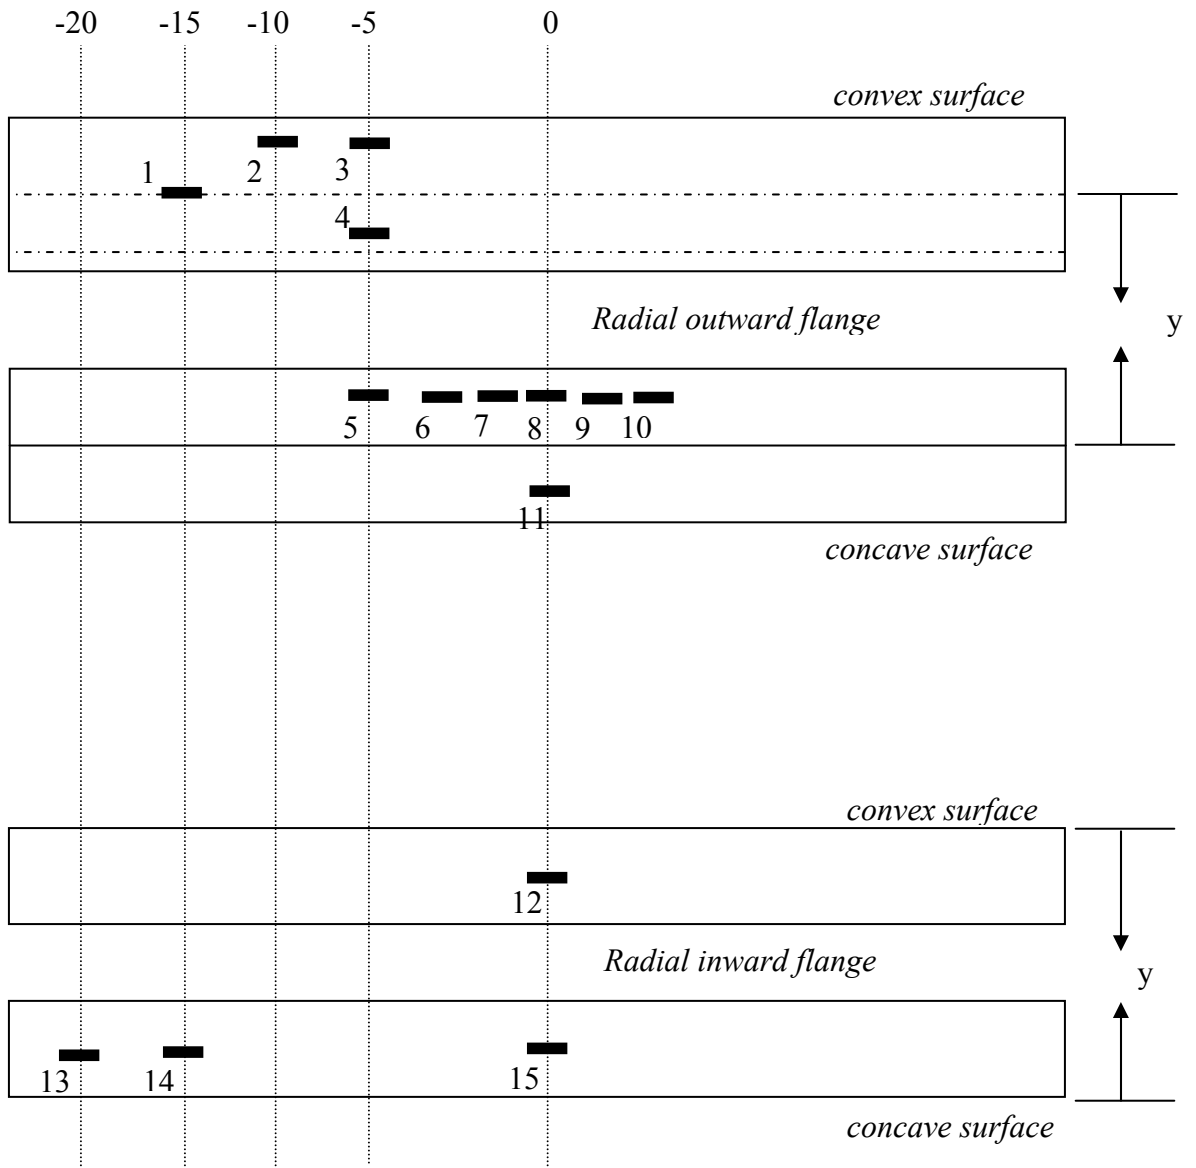 -20 -15 -10 -5 0
convex surface
1 2 3
4
Radial outward flange
y
5 6 7 8 9 10
11
concave surface
convex surface
12
Radial inward flange
y
13 14 15
concave surface